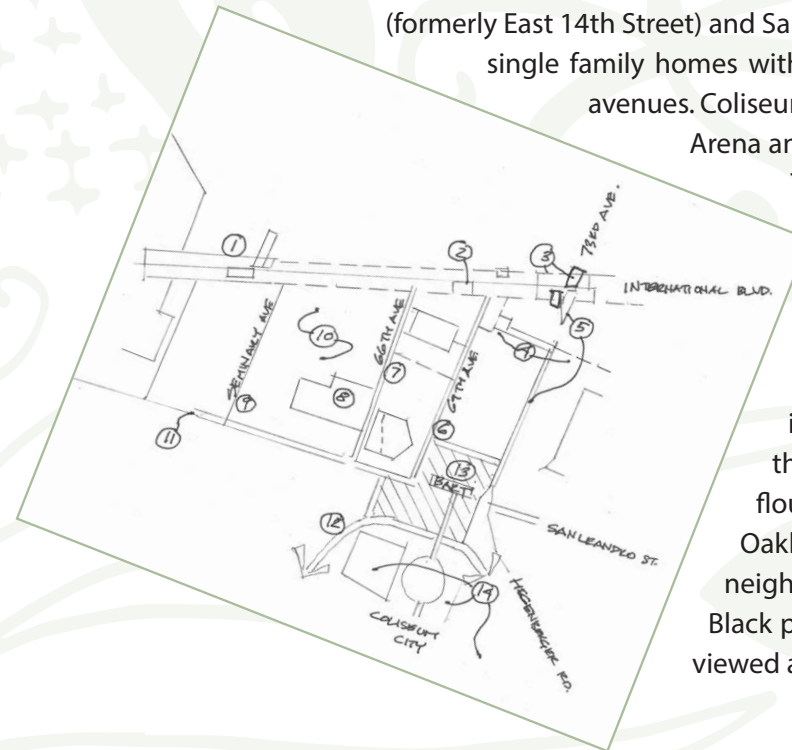 (formerly East 14th Street) and Sa
single family homes with
avenues. Coliseum
Arena an
73RD AVE.
1
2
3
INTERNATIONAL BLVD.
5
10
SEMINARY AVE
66TH AVE
7
69TH AVE
4
8
9
6
11
13
BART
12
SAN LEANDRO ST.
14
COLISEUM
CITY
HEGENBERGER RD.
i
th
flou
Oakl
neigh
Black p
viewed a